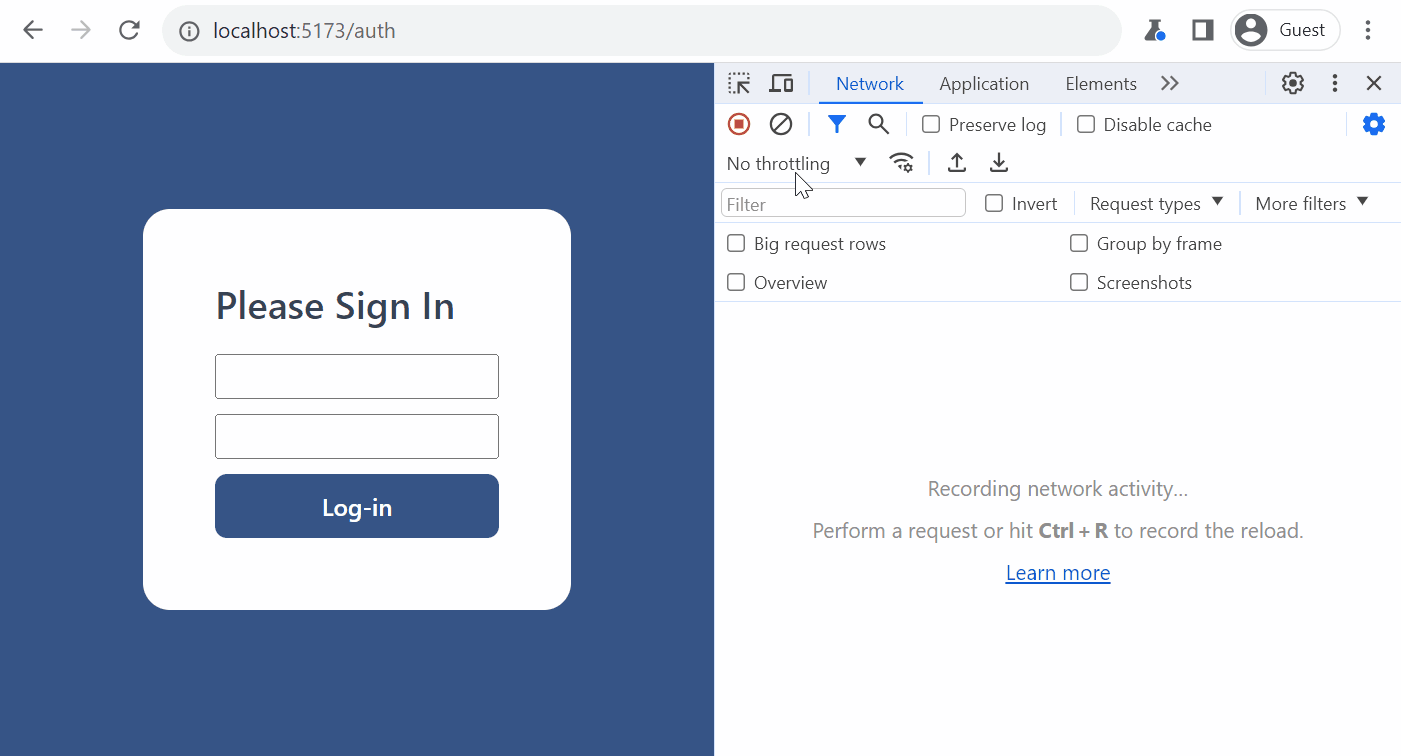 localhost:5173/auth
Guest
Network Application Elements
Preserve log Disable cache
No throttling
Filter Invert Request types More filters
Big request rows Group by frame
Overview Screenshots
Please Sign In
Log-in
Recording network activity…
Perform a request or hit Ctrl + R to record the reload.
Learn more